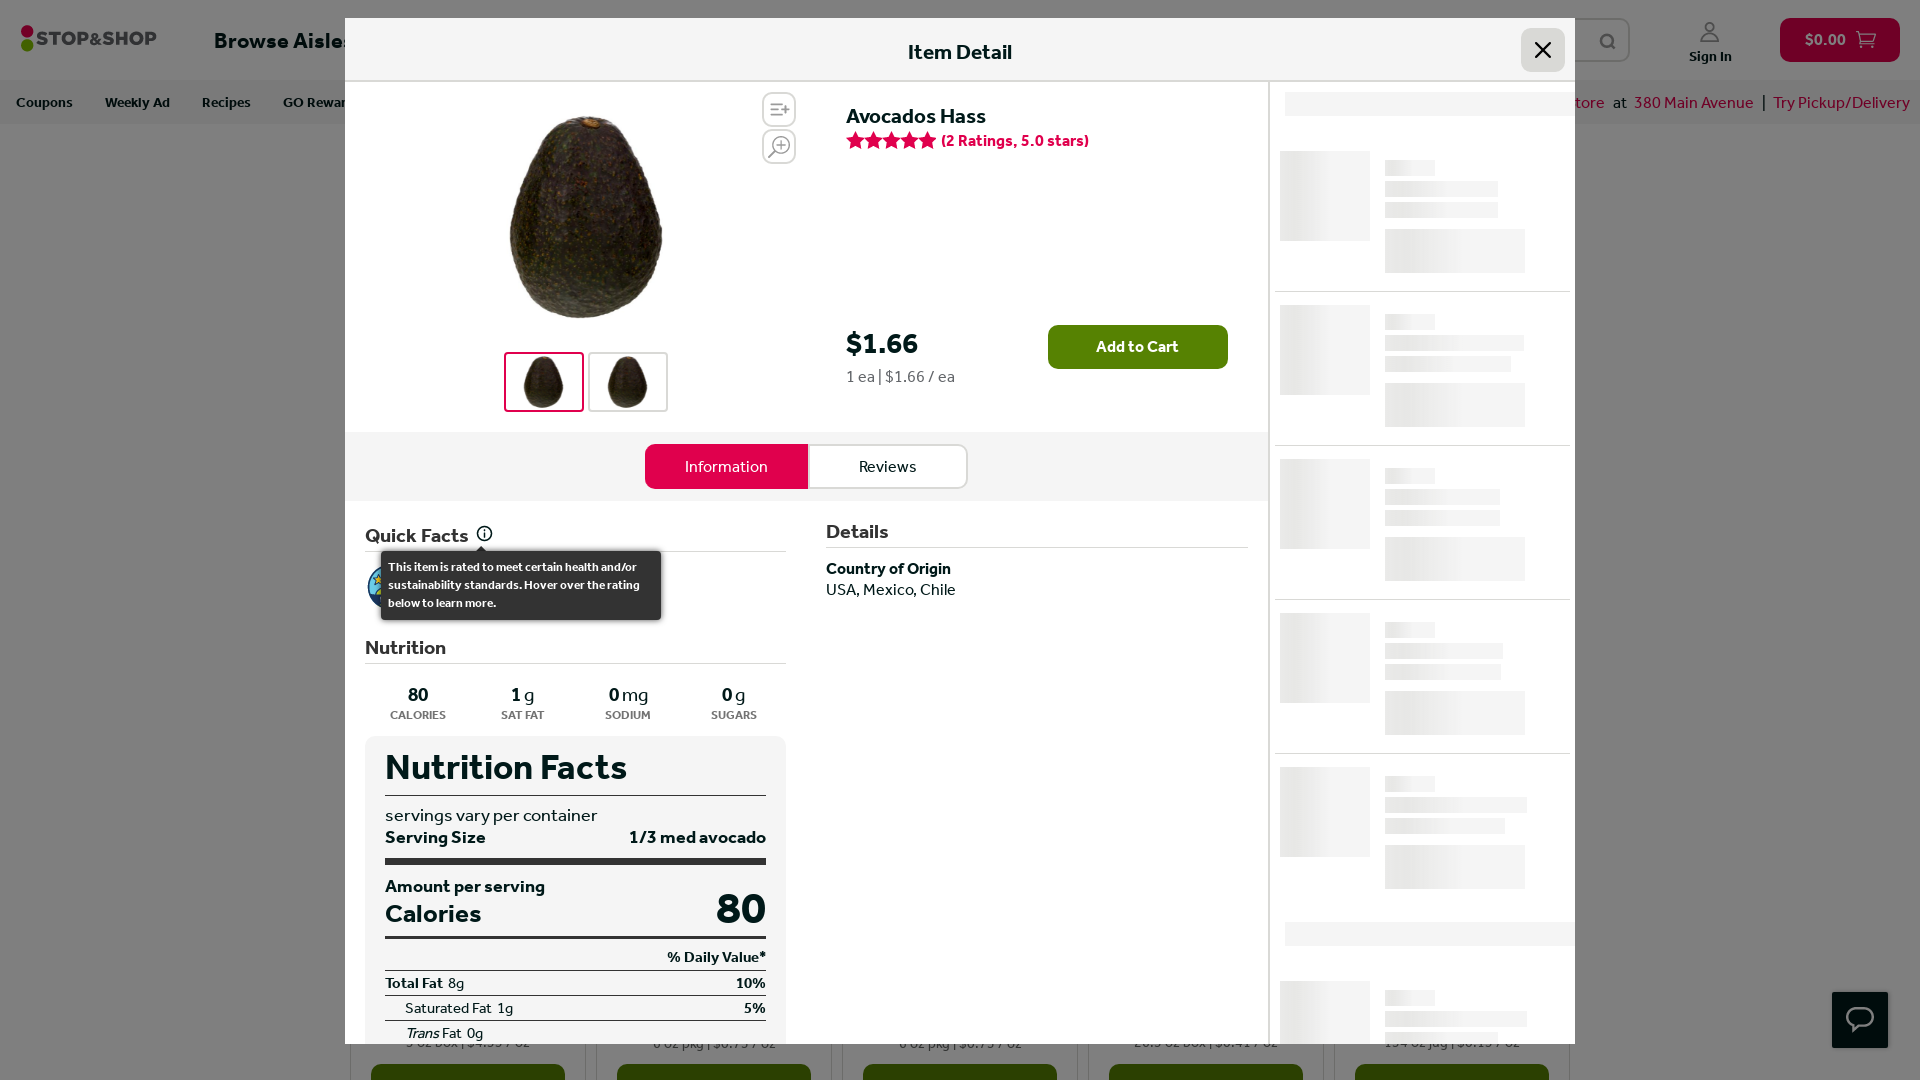 STOP&SHOP
Browse Aisles
Item Detail
$0.00
Sign In
Coupons
Weekly Ad
Recipes
at 380 Main Avenue | Try Pickup/Delivery
Avocados Hass
(2 Ratings, 5.0 stars)
$1.66
1 ea | $1.66 / ea
Add to Cart
Information
Reviews
Quick Facts
This item is rated to meet certain health and/or
sustainability standards. Hover over the rating
below to learn more.
Details
Country of Origin
USA, Mexico, Chile
Nutrition
80
CALORIES
1 g
SAT FAT
0 mg
SODIUM
0 g
SUGARS
Nutrition Facts
servings vary per container
Serving Size 1/3 med avocado
Amount per serving
Calories 80
% Daily Value*
Total Fat 8g 10%
Saturated Fat 1g 5%
Trans Fat 0g